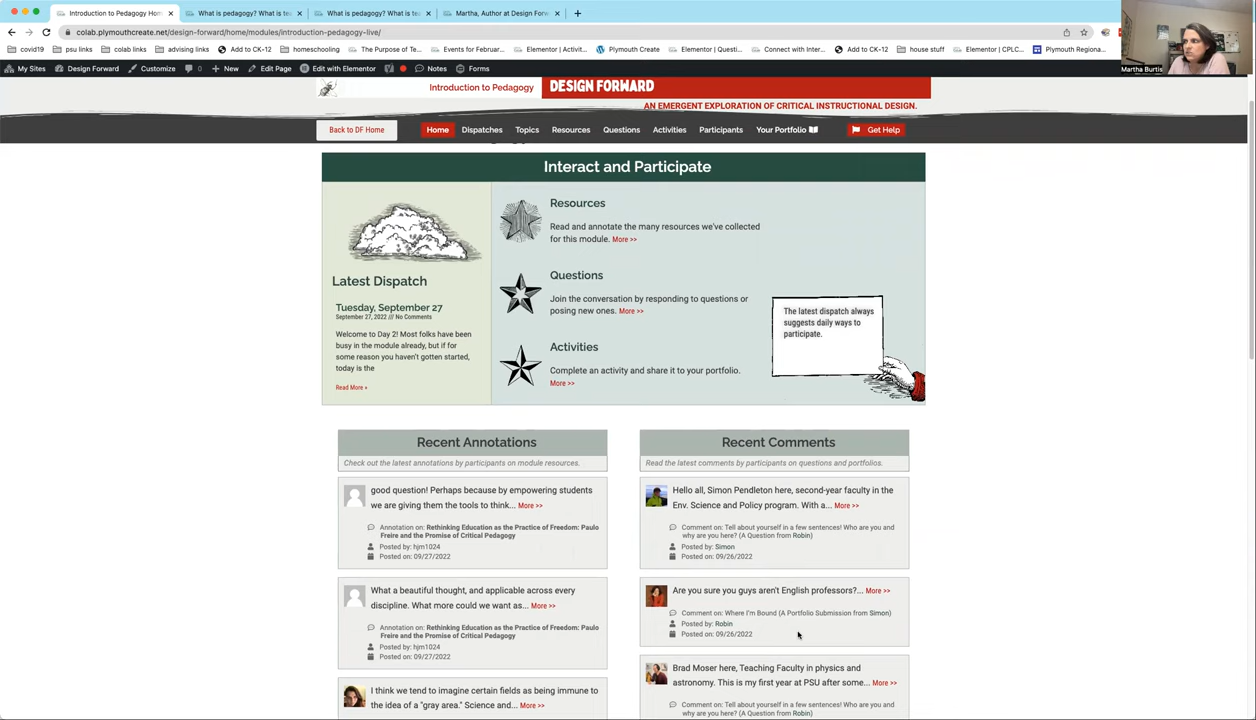 Introduction to Pedagogy Hom
What is pedagogy? What is tea
What is pedagogy? What is tea
Martha, Author at Design Forw
colab.plymouthcreate.net/design-forward/home/modules/introduction-pedagogy-live/
covid19
psu links
colab links
advising links
Add to CK-12
homeschooling
The Purpose of Te...
Events for Februar...
Elementor | Activit...
Plymouth Create
Elementor | Questi...
Connect with Inter...
Add to CK-12
house stuff
Elementor | CPLC...
Plymouth Regiona...
Martha Burtis
My Sites
Design Forward
Customize
0
New
Edit Page
Edit with Elementor
Notes
Forms
Introduction to Pedagogy
DESIGN FORWARD
AN EMERGENT EXPLORATION OF CRITICAL INSTRUCTIONAL DESIGN.
Back to DF Home
Home
Dispatches
Topics
Resources
Questions
Activities
Participants
Your Portfolio
Get Help
Interact and Participate
Latest Dispatch
Tuesday, September 27
September 27, 2022 /// No Comments
Welcome to Day 2! Most folks have been
busy in the module already, but if for
some reason you haven't gotten started,
today is the
Read More »
Resources
Read and annotate the many resources we've collected
for this module. More >>
Questions
Join the conversation by responding to questions or
posing new ones. More >>
Activities
Complete an activity and share it to your portfolio.
More >>
The latest dispatch always
suggests daily ways to
participate.
Recent Annotations
Check out the latest annotations by participants on module resources.
good question! Perhaps because by empowering students
we are giving them the tools to think... More >>
Annotation on: Rethinking Education as the Practice of Freedom: Paulo
Freire and the Promise of Critical Pedagogy
Posted by: hjm1024
Posted on: 09/27/2022
What a beautiful thought, and applicable across every
discipline. What more could we want as... More >>
Annotation on: Rethinking Education as the Practice of Freedom: Paulo
Freire and the Promise of Critical Pedagogy
Posted by: hjm1024
Posted on: 09/27/2022
I think we tend to imagine certain fields as being immune to
the idea of a "gray area." Science and... More >>
Recent Comments
Read the latest comments by participants on questions and portfolios.
Hello all, Simon Pendleton here, second-year faculty in the
Env. Science and Policy program. With a... More >>
Comment on: Tell about yourself in a few sentences! Who are you and
why are you here? (A Question from Robin)
Posted by: Simon
Posted on: 09/26/2022
Are you sure you guys aren't English professors?... More >>
Comment on: Where I'm Bound (A Portfolio Submission from Simon)
Posted by: Robin
Posted on: 09/26/2022
Brad Moser here, Teaching Faculty in physics and
astronomy. This is my first year at PSU after some... More >>
Comment on: Tell about yourself in a few sentences! Who are you and
why are you here? (A Question from Robin)